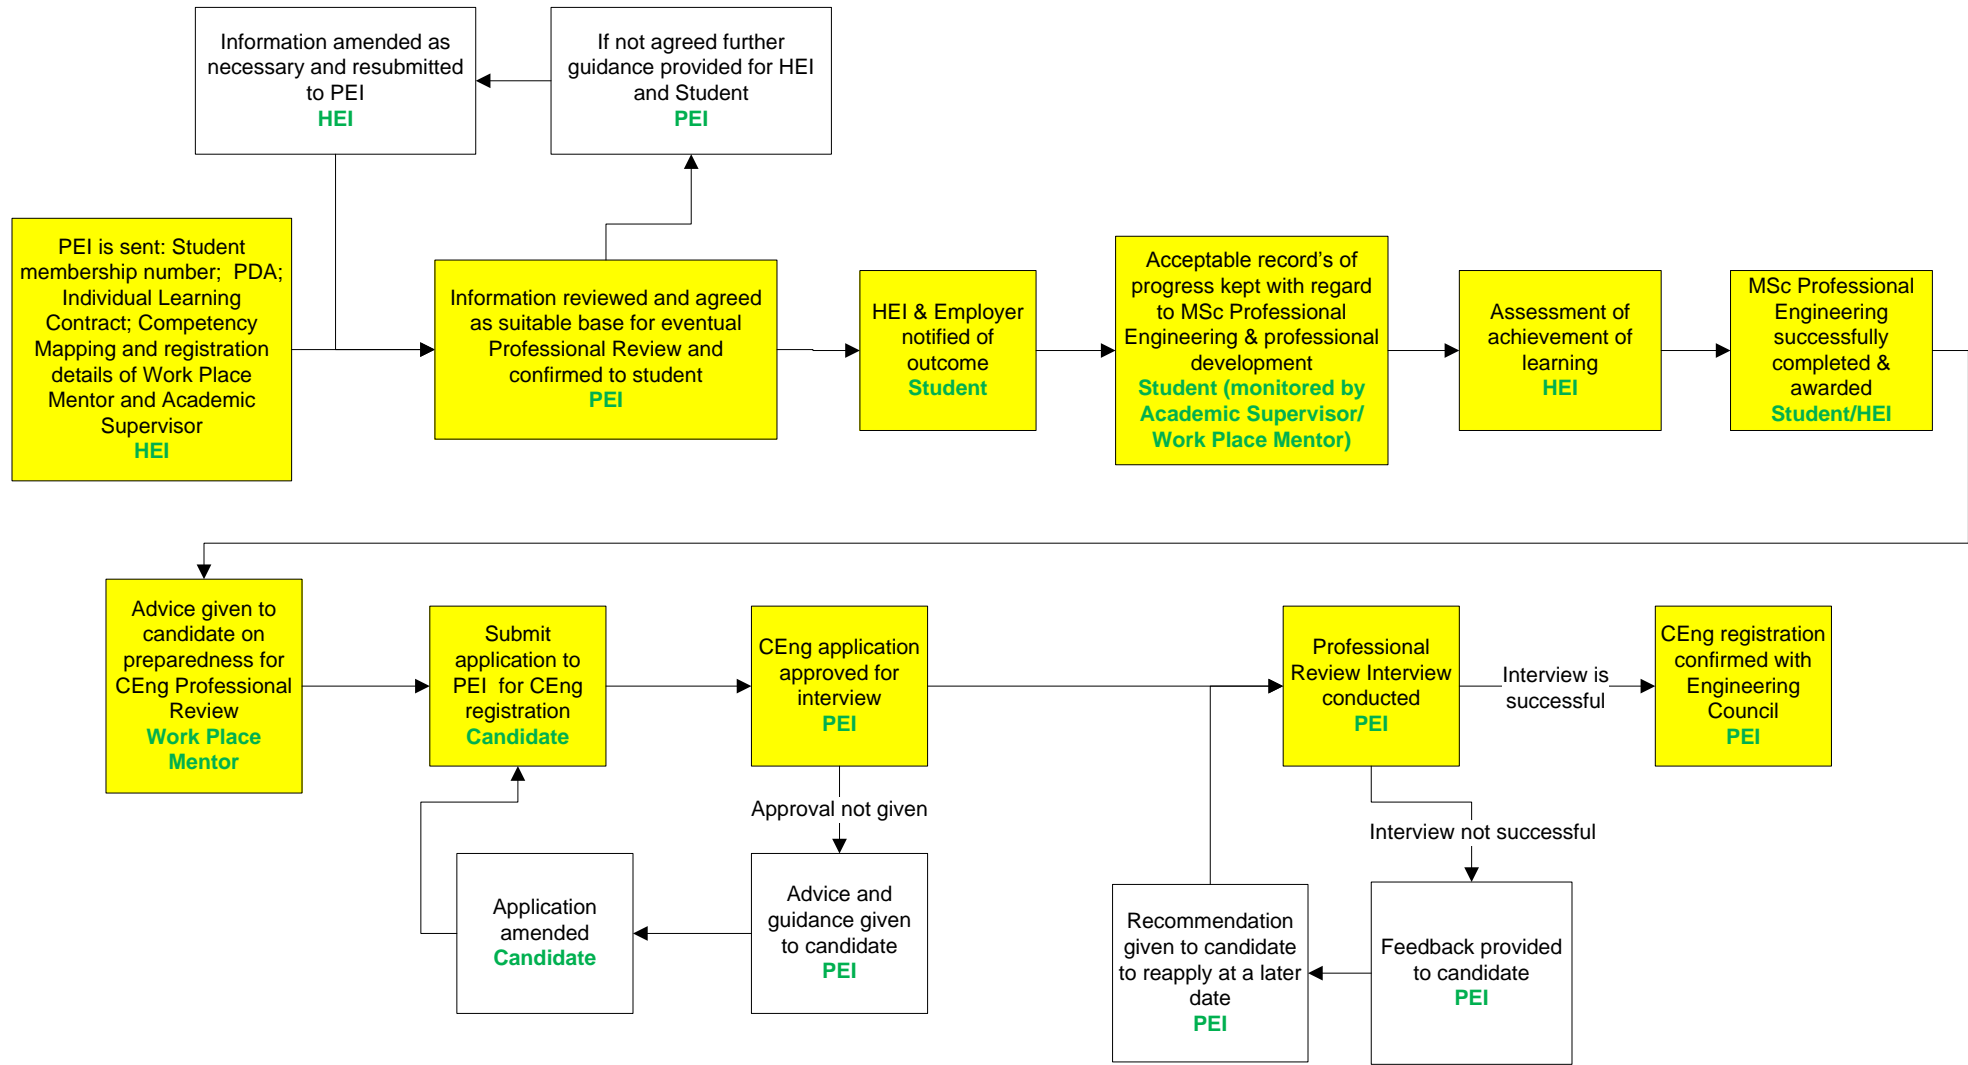 Information amended as
necessary and resubmitted
to PEI
HEI
If not agreed further
guidance provided for HEI
and Student
PEI
PEI is sent: Student
membership number;  PDA;
Individual Learning
Contract; Competency
Mapping and registration
details of Work Place
Mentor and Academic
Supervisor
HEI
Information reviewed and agreed
as suitable base for eventual
Professional Review and
confirmed to student
PEI
HEI & Employer
notified of
outcome
Student
Acceptable record’s of
progress kept with regard
to MSc Professional
Engineering & professional
development
Student (monitored by
Academic Supervisor/
Work Place Mentor)
Assessment of
achievement of
learning
HEI
MSc Professional
Engineering
successfully
completed &
awarded
Student/HEI
Advice given to
candidate on
preparedness for
CEng Professional
Review
Work Place
Mentor
Submit
application to
PEI  for CEng
registration
Candidate
CEng application
approved for
interview
PEI
Professional
Review Interview
conducted
PEI
Interview is
successful
CEng registration
confirmed with
Engineering
Council
PEI
Approval not given
Interview not successful
Application
amended
Candidate
Advice and
guidance given
to candidate
PEI
Recommendation
given to candidate
to reapply at a later
date
PEI
Feedback provided
to candidate
PEI